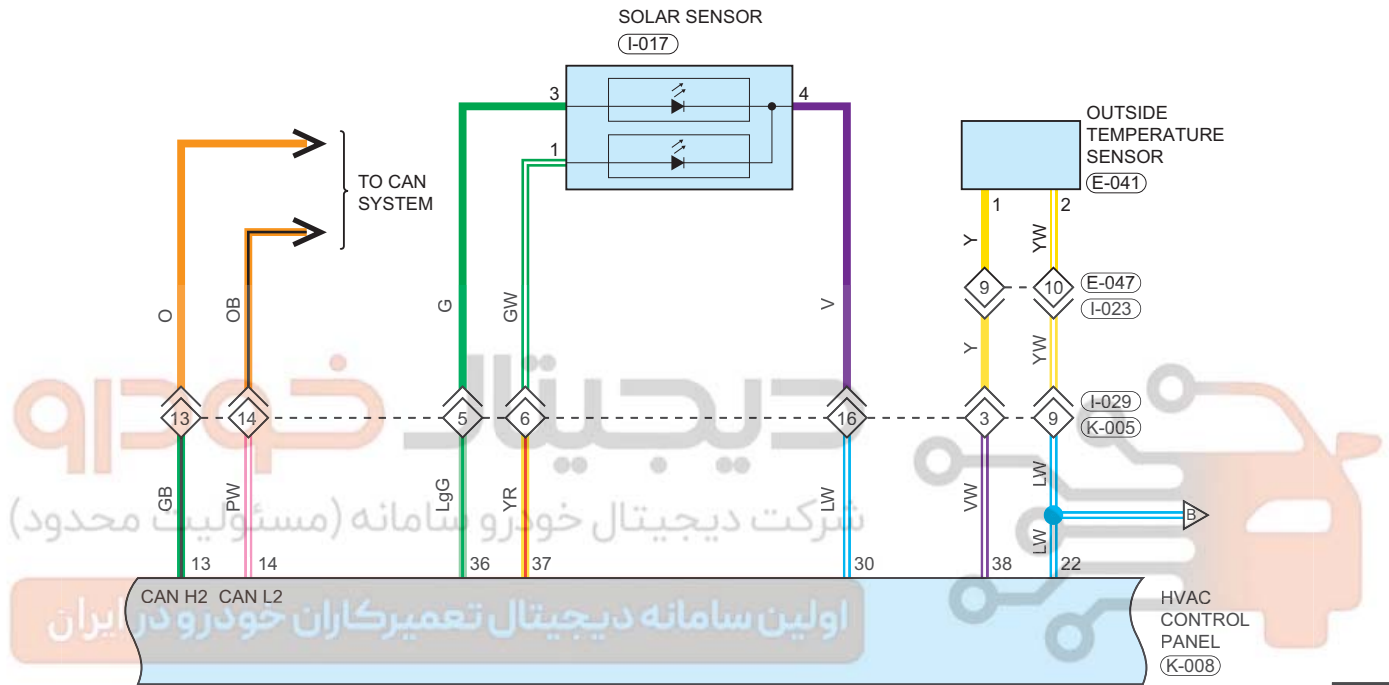 SOLAR SENSOR
I-017
3
4
1
OUTSIDE
TEMPERATURE
SENSOR
E-041
TO CAN
SYSTEM
1
2
Y
YW
9
10
E-047
I-023
O
OB
G
GW
V
Y
YW
دیجیتال خودرو
13
14
5
6
16
3
9
I-029
K-005
GB
PW
LgG
YR
LW
VW
LW
B
شرکت دیجیتال خودرو سامانه (مسئولیت محدود)
LW
13
14
36
37
30
38
22
CAN H2
CAN L2
اولین سامانه دیجیتال تعمیرکاران خودرو در ایران
HVAC
CONTROL
PANEL
K-008